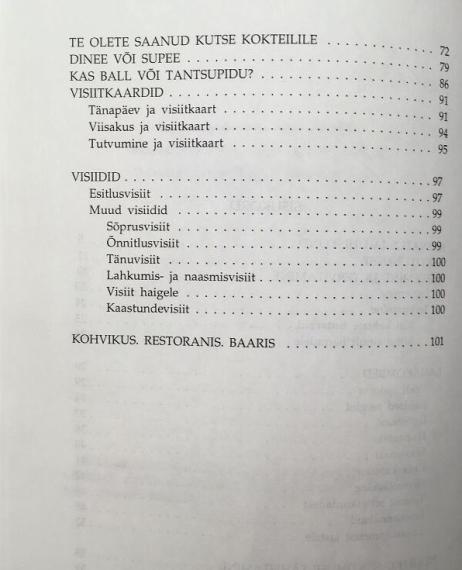 TE OLETE SAANUD KUTSE KOKTEILILE . . . . . . . . . . . . 72
DINEE VÕI SUPEE . . . . . . . . . . . . . . . . . . . . . . . . . . . . 79
KAS BALL VÕI TANTSUPIDU? . . . . . . . . . . . . . . . . . . . 86
VISIITKAARDID . . . . . . . . . . . . . . . . . . . . . . . . . . . . . 91
Tänapäev ja visiitkaart . . . . . . . . . . . . . . . . . . . . . . . . 91
Viisakus ja visiitkaart . . . . . . . . . . . . . . . . . . . . . . . . . 94
Tutvumine ja visiitkaart . . . . . . . . . . . . . . . . . . . . . . . 95
VISIIDID . . . . . . . . . . . . . . . . . . . . . . . . . . . . . . . . . . 97
Esitlusvisiit . . . . . . . . . . . . . . . . . . . . . . . . . . . . . . . . 97
Muud visiidid . . . . . . . . . . . . . . . . . . . . . . . . . . . . . . 99
Sõprusvisiit . . . . . . . . . . . . . . . . . . . . . . . . . . . . . . . 99
Õnnitlusvisiit . . . . . . . . . . . . . . . . . . . . . . . . . . . . . . 99
Tänuvisiit . . . . . . . . . . . . . . . . . . . . . . . . . . . . . . . . 100
Lahkumis- ja naasmisvisiit . . . . . . . . . . . . . . . . . . . . 100
Visiit haigele . . . . . . . . . . . . . . . . . . . . . . . . . . . . . 100
Kaastundevisiit . . . . . . . . . . . . . . . . . . . . . . . . . . . 100
KOHVIKUS. RESTORANIS. BAARIS . . . . . . . . . . . . . . . 101